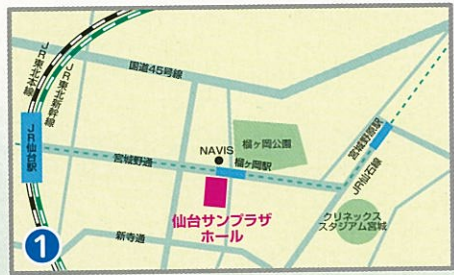 JR東北本線
JR東北新幹線
国道45号線
JR仙台駅
宮城野通
NAVIS
榴ヶ岡公園
榴ヶ岡駅
宮城野原駅
JR仙石線
仙台サンプラザ
ホール
クリネックス
スタジアム宮城
新寺通
1